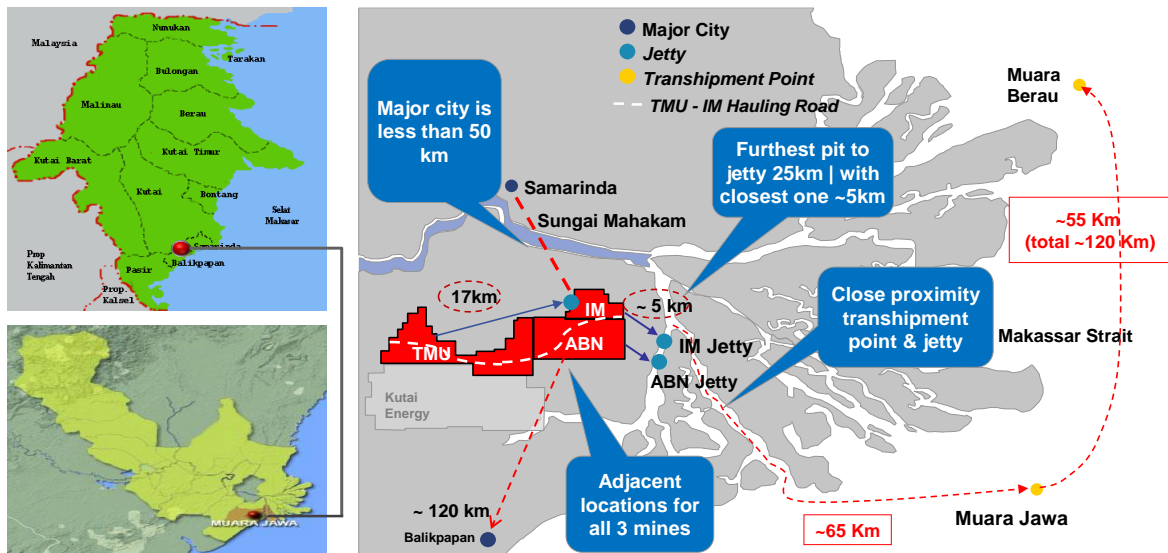 Nunukan
Malaysia
Tarakan
Bulongan
Malinau
Berau
Kutai Timur
Kutai Barat
Kutai
Bontang
Selat
Makasar
Samarinda
Prop
Kalimantan
Tengah
Pasir
Balikpapan
Prop.
Kalsel
MUARA JAWA
Major City
Jetty
Transhipment Point
TMU - IM Hauling Road
Major city is
less than 50
km
Furthest pit to
jetty 25km | with
closest one ~5km
Muara
Berau
Samarinda
Sungai Mahakam
~55 Km
(total ~120 Km)
17km
~ 5 km
IM
TMU
ABN
IM Jetty
ABN Jetty
Close proximity
transhipment
point & jetty
Makassar Strait
Kutai
Energy
Adjacent
locations for
all 3 mines
~ 120 km
Balikpapan
~65 Km
Muara Jawa